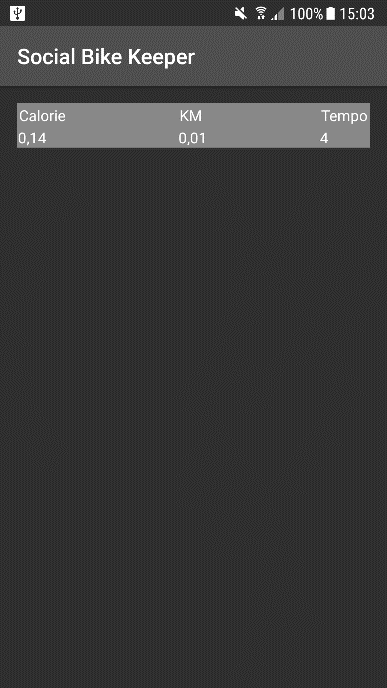 100% 15:03
Social Bike Keeper
Calorie KM Tempo
0,14 0,01 4